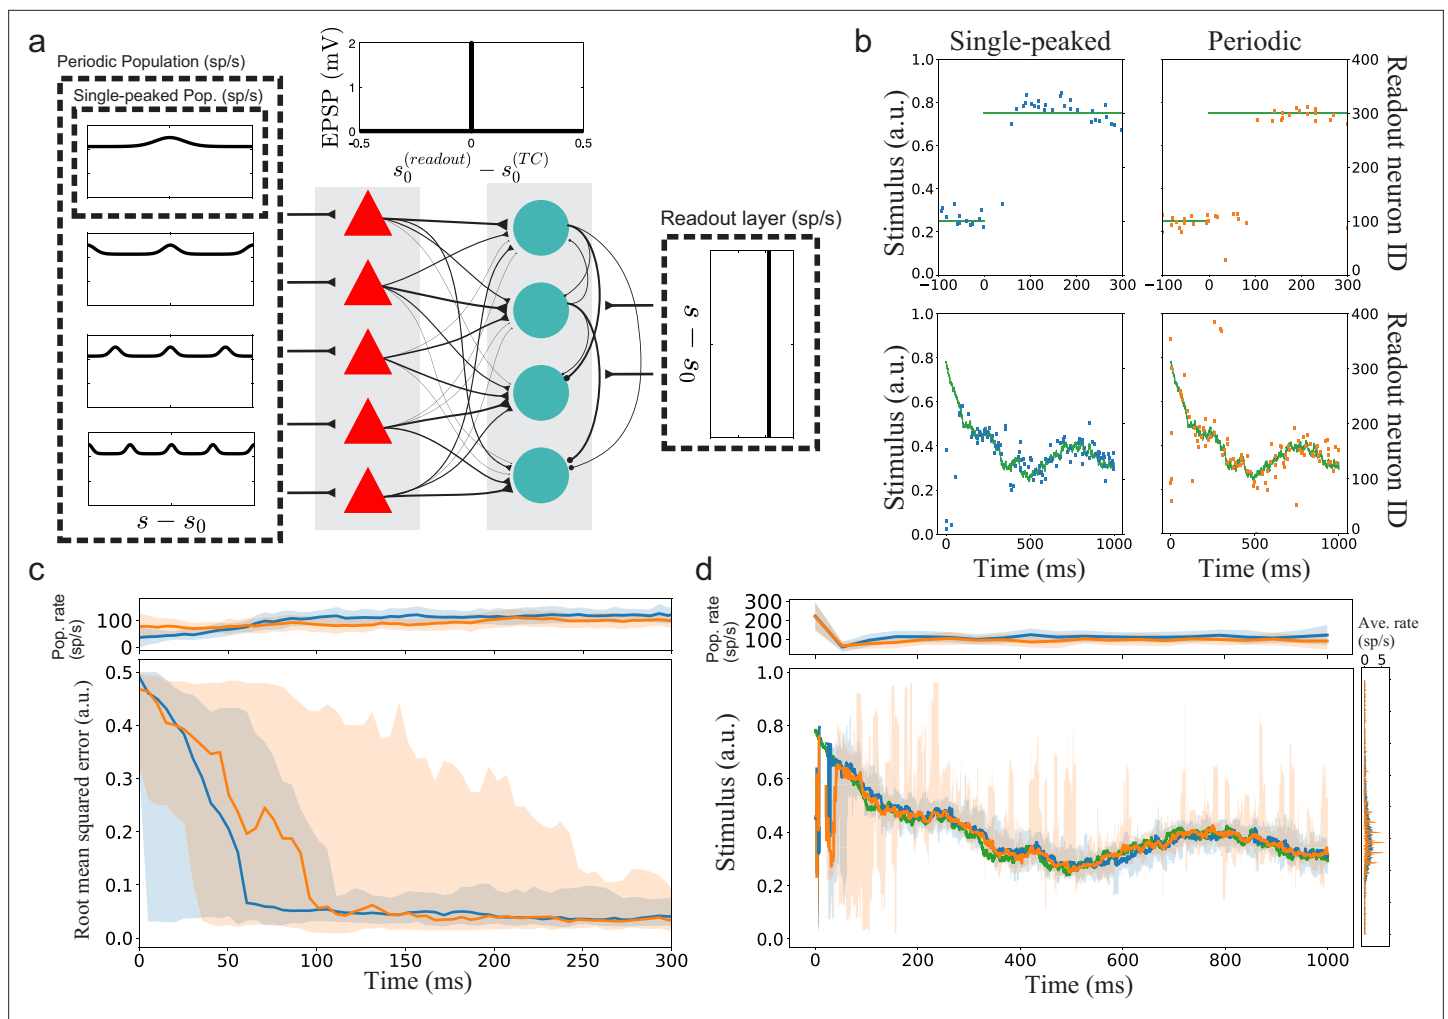 a
Periodic Population (sp/s)
Single-peaked Pop. (sp/s)
s − s0
EPSP (mV)
2
1
0
-0.5
0
0.5
s0(readout) − s0(TC)
Readout layer (sp/s)
s − s0
b
Single-peaked
Periodic
Stimulus (a.u.)
1.0
0.8
0.6
0.4
0.2
0.0
−100 0 100 200 300
−100 0 100 200 300
400
300
200
100
0
Readout neuron ID
Stimulus (a.u.)
1.0
0.8
0.6
0.4
0.2
0.0
0 500 1000
0 500 1000
Time (ms)
Time (ms)
400
300
200
100
0
Readout neuron ID
c
Pop. rate
(sp/s)
100
0
Root mean squared error (a.u.)
0.5
0.4
0.3
0.2
0.1
0.0
0 50 100 150 200 250 300
Time (ms)
d
Pop. rate
(sp/s)
300
200
100
Stimulus (a.u.)
1.0
0.8
0.6
0.4
0.2
0.0
0 200 400 600 800 1000
Time (ms)
Ave. rate
(sp/s)
0 5